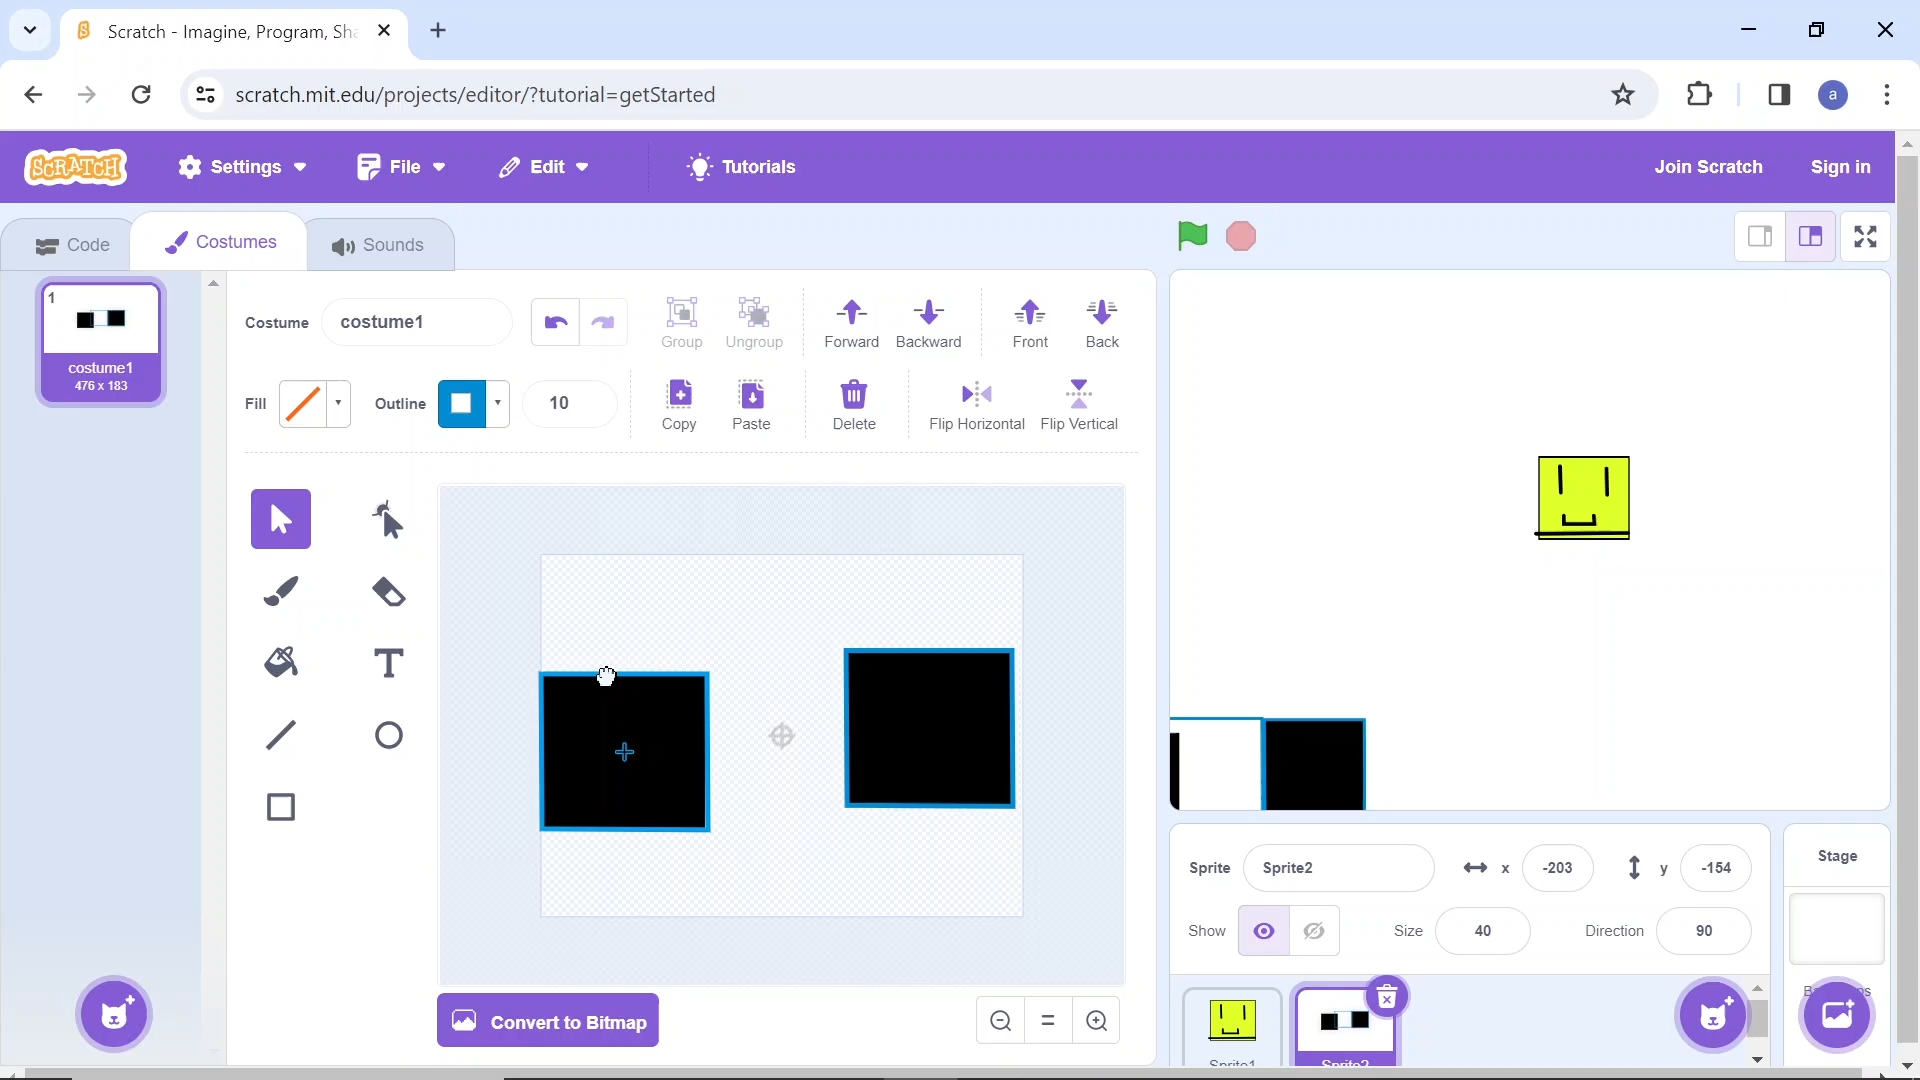 Scratch - Imagine, Program, Sha
scratch.mit.edu/projects/editor/?tutorial=getStarted
a
SCRATCH
Settings
File
Edit
Tutorials
Join Scratch
Sign in
Code
Costumes
Sounds
1
costume1
476 x 183
Costume
costume1
Group
Ungroup
Forward
Backward
Front
Back
Fill
Outline
10
Copy
Paste
Delete
Flip Horizontal
Flip Vertical
Convert to Bitmap
Sprite
Sprite2
x
-203
y
-154
Show
Size
40
Direction
90
Stage
Sprite1
Sprite2